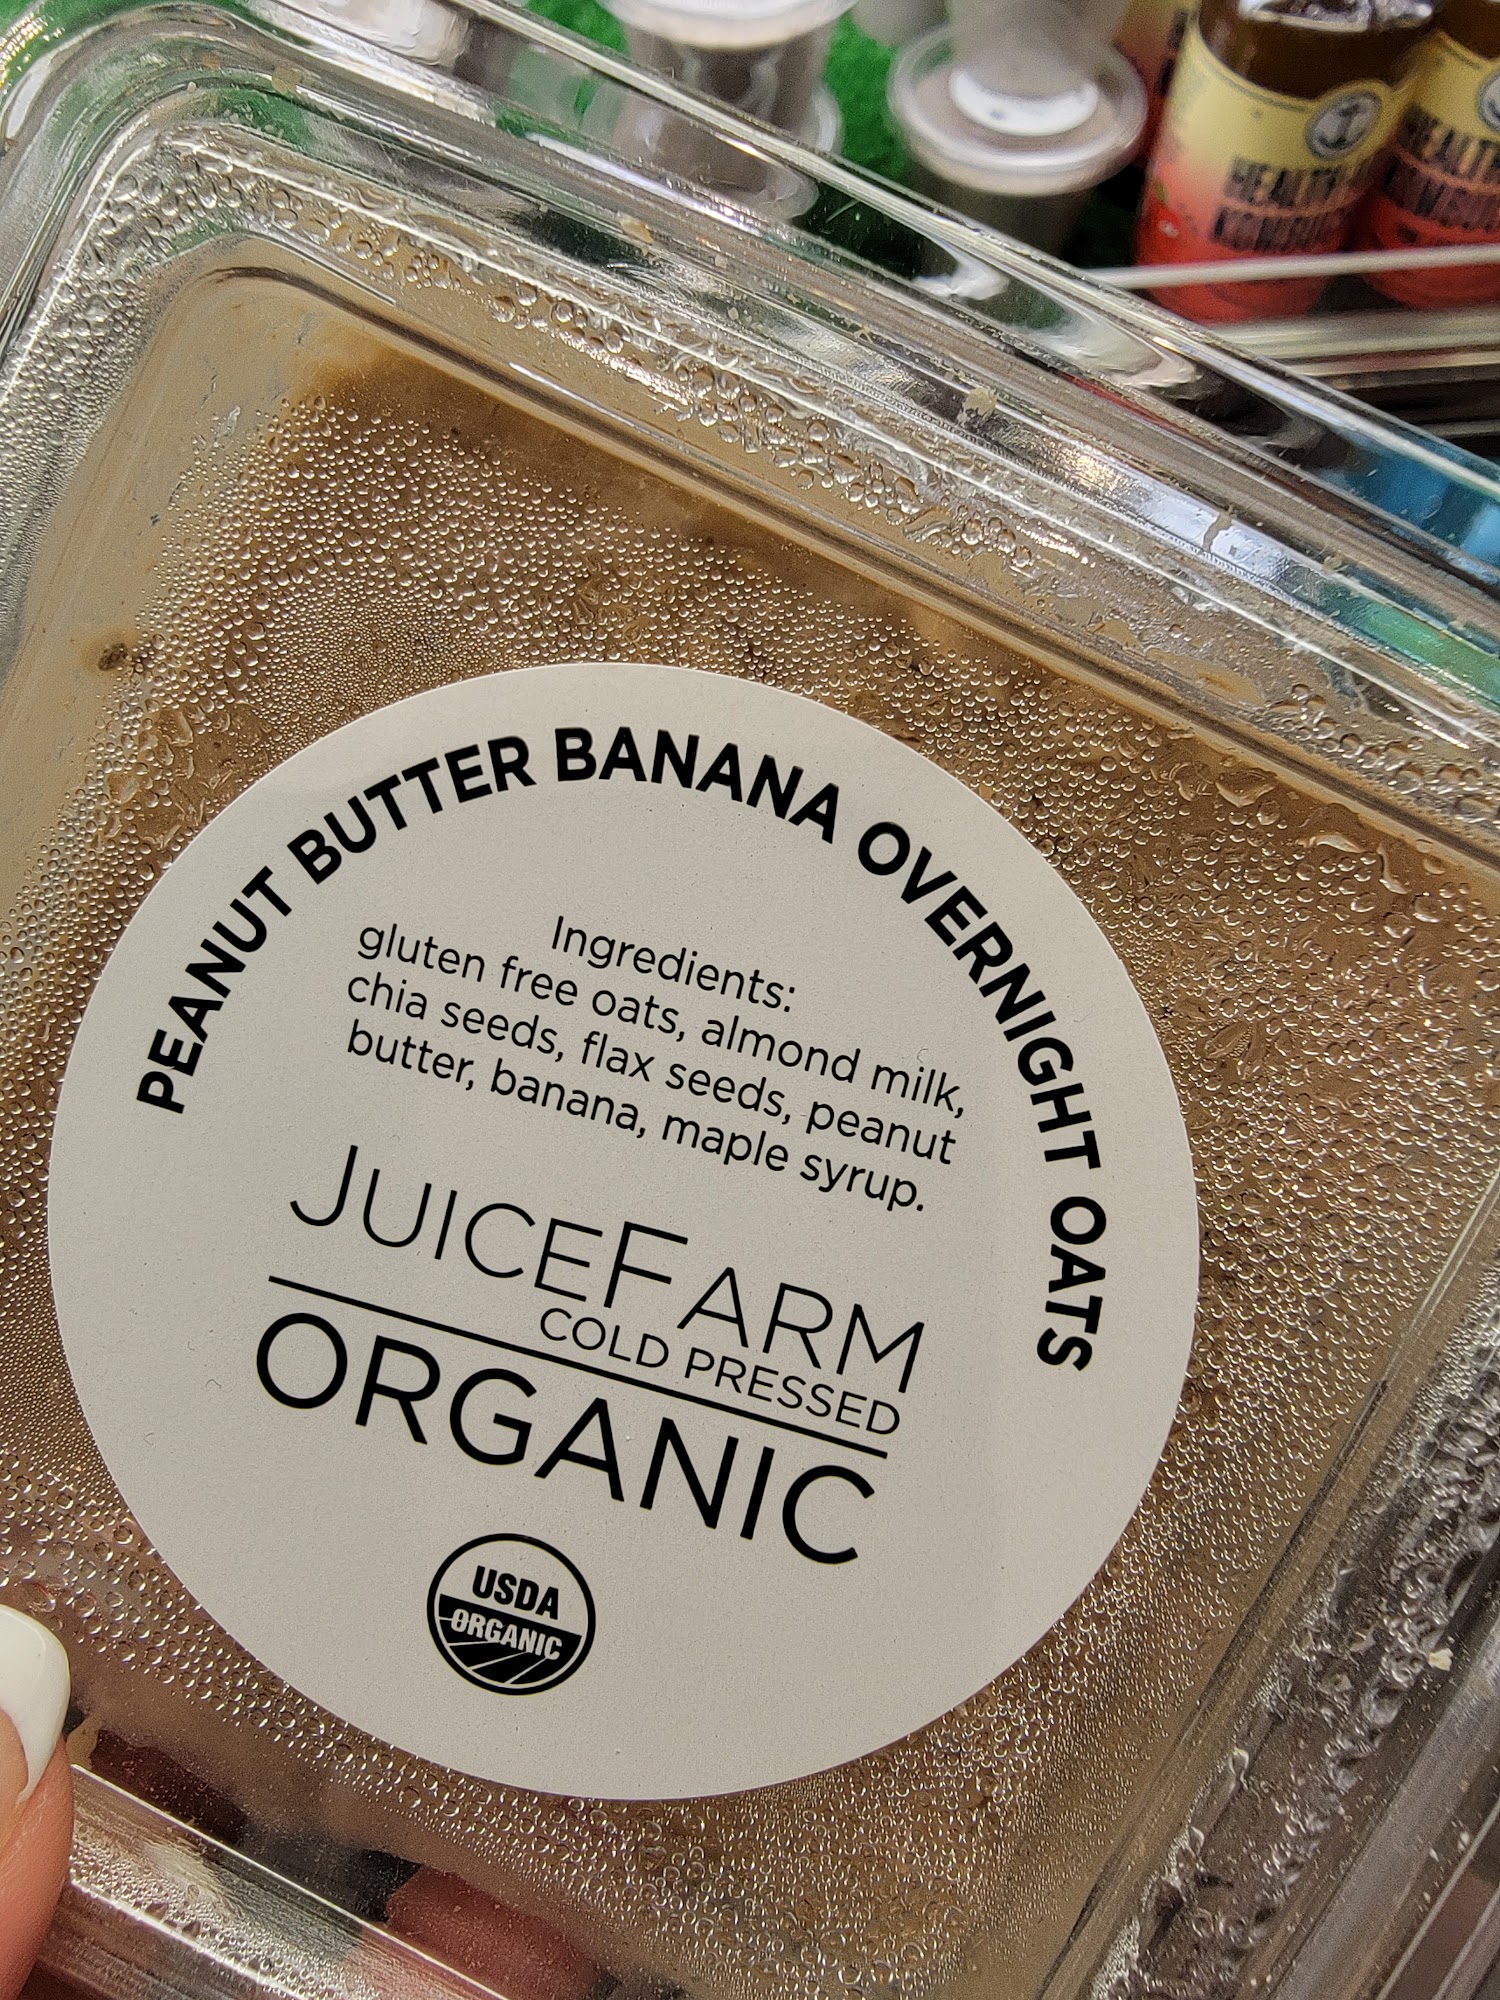 PEANUT BUTTER BANANA OVERNIGHT OATS
Ingredients:
gluten free oats, almond milk,
chia seeds, flax seeds, peanut
butter, banana, maple syrup.
JUICEFARM
COLD PRESSED
ORGANIC
USDA
ORGANIC